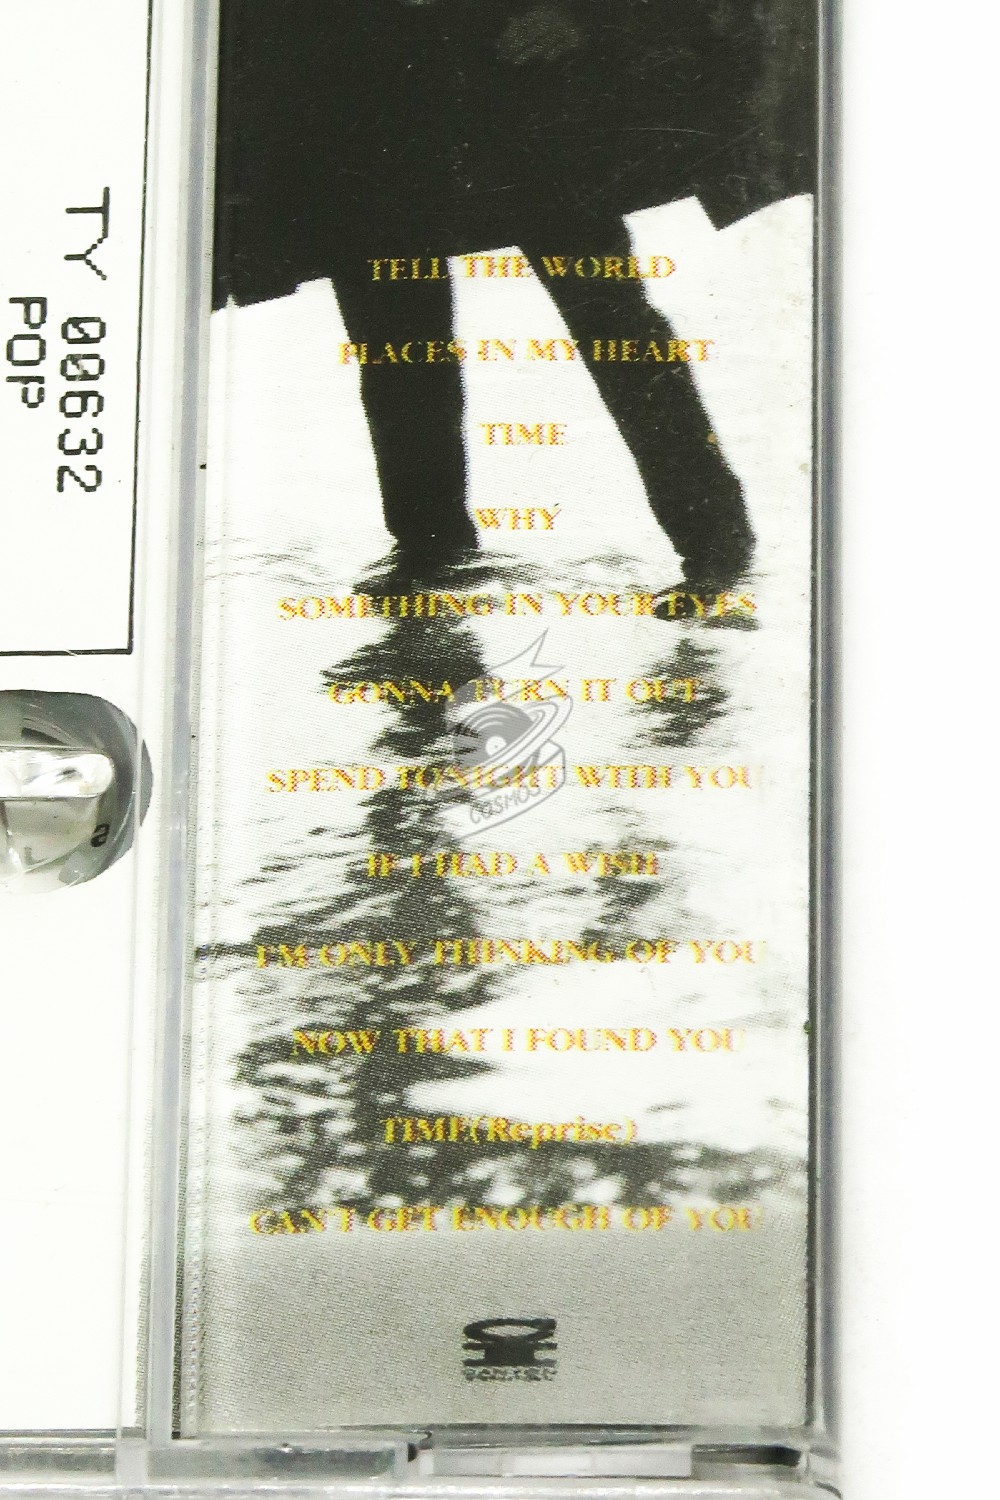 TY 00632
POP
TELL THE WORLD
PLACES IN MY HEART
TIME
WHY
SOMETHING IN YOUR EYES
GONNA TURN IT OUT
SPEND TONIGHT WITH YOU
COSMOS
IF I HAD A WISH
I'M ONLY THINKING OF YOU
NOW THAT I FOUND YOU
TIME(Reprise)
CAN'T GET ENOUGH OF YOU